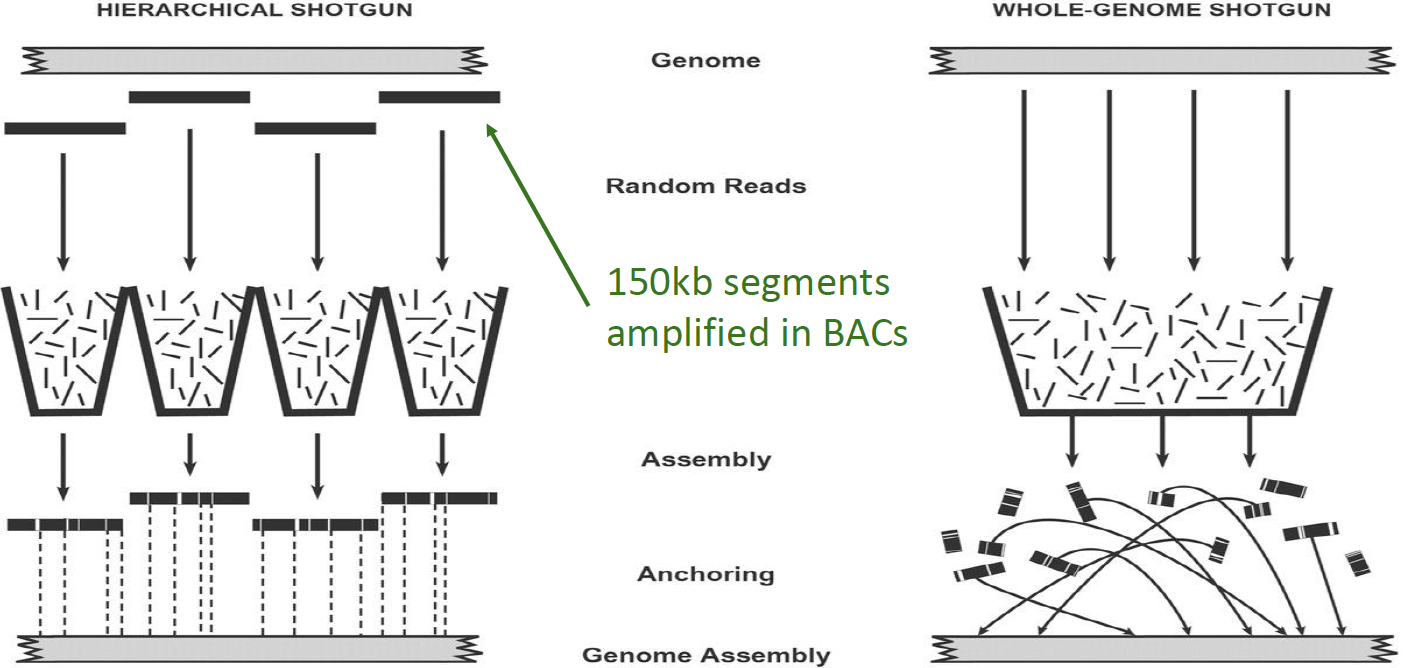 HIERARCHICAL SHOTGUN
WHOLE-GENOME SHOTGUN
Genome
Random Reads
150kb segments
amplified in BACs
Assembly
Anchoring
Genome Assembly